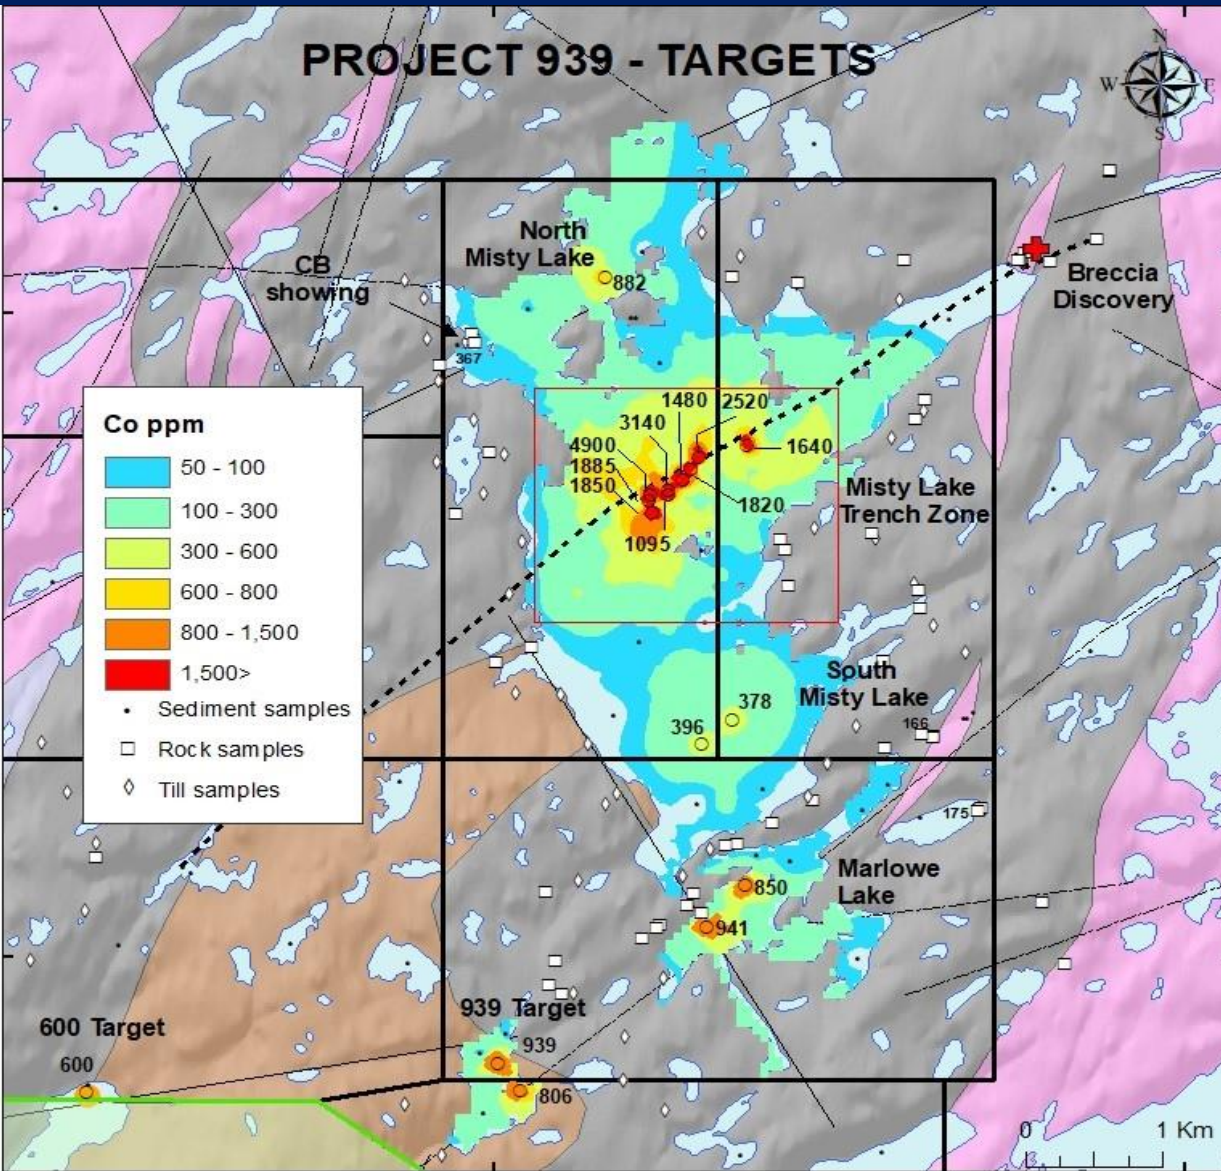 PROJECT 939 - TARGETS
N
W
E
S
North
Misty Lake
882
CB
showing
367
Breccia
Discovery
Co ppm
50 - 100
100 - 300
300 - 600
600 - 800
800 - 1,500
1,500>
Sediment samples
Rock samples
Till samples
1480
2520
3140
4900
1885
1850
1640
1820
1095
Misty Lake
Trench Zone
South
Misty Lake
378
396
166
175
Marlowe
Lake
850
941
939 Target
939
806
600 Target
600
0
1 Km